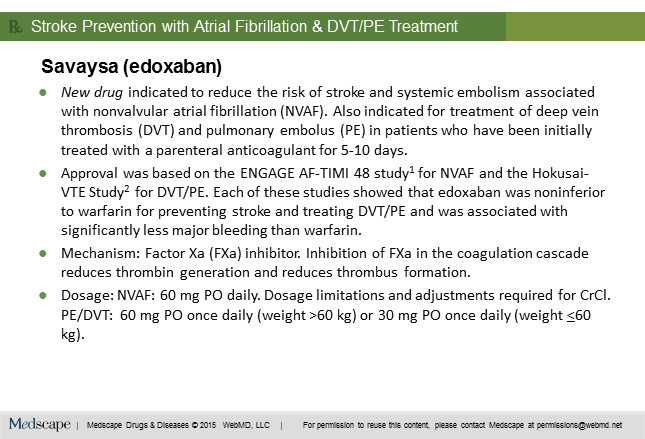 ℞ Stroke Prevention with Atrial Fibrillation & DVT/PE Treatment
Savaysa (edoxaban)
● New drug indicated to reduce the risk of stroke and systemic embolism associated
with nonvalvular atrial fibrillation (NVAF). Also indicated for treatment of deep vein
thrombosis (DVT) and pulmonary embolus (PE) in patients who have been initially
treated with a parenteral anticoagulant for 5-10 days.
● Approval was based on the ENGAGE AF-TIMI 48 study¹ for NVAF and the Hokusai-
VTE Study² for DVT/PE. Each of these studies showed that edoxaban was noninferior
to warfarin for preventing stroke and treating DVT/PE and was associated with
significantly less major bleeding than warfarin.
● Mechanism: Factor Xa (FXa) inhibitor. Inhibition of FXa in the coagulation cascade
reduces thrombin generation and reduces thrombus formation.
● Dosage: NVAF: 60 mg PO daily. Dosage limitations and adjustments required for CrCl.
PE/DVT: 60 mg PO once daily (weight >60 kg) or 30 mg PO once daily (weight ≤60
kg).
Medscape | Medscape Drugs & Diseases © 2015 WebMD, LLC | For permission to reuse this content, please contact Medscape at permissions@webmd.net